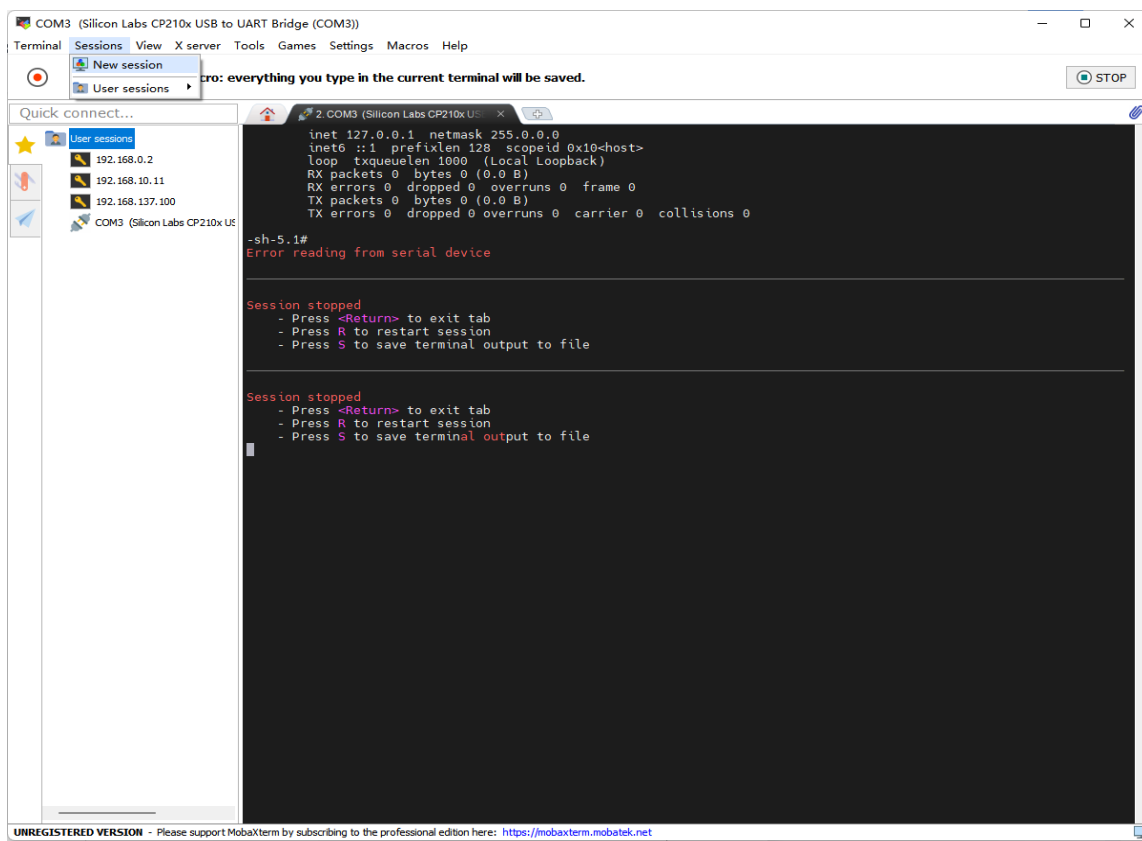 COM3 (Silicon Labs CP210x USB to UART Bridge (COM3))
Terminal Sessions View X server Tools Games Settings Macros Help
New session
User sessions
cro: everything you type in the current terminal will be saved.
STOP
Quick connect...
2. COM3 (Silicon Labs CP210x US
User sessions
192.168.0.2
192.168.10.11
192.168.137.100
COM3 (Silicon Labs CP210x US
inet 127.0.0.1 netmask 255.0.0.0
inet6 ::1 prefixlen 128 scopeid 0x10<host>
loop txqueuelen 1000 (Local Loopback)
RX packets 0 bytes 0 (0.0 B)
RX errors 0 dropped 0 overruns 0 frame 0
TX packets 0 bytes 0 (0.0 B)
TX errors 0 dropped 0 overruns 0 carrier 0 collisions 0
-sh-5.1#
Error reading from serial device
Session stopped
- Press <Return> to exit tab
- Press R to restart session
- Press S to save terminal output to file
Session stopped
- Press <Return> to exit tab
- Press R to restart session
- Press S to save terminal output to file
UNREGISTERED VERSION - Please support MobaXterm by subscribing to the professional edition here: https://mobaxterm.mobatek.net